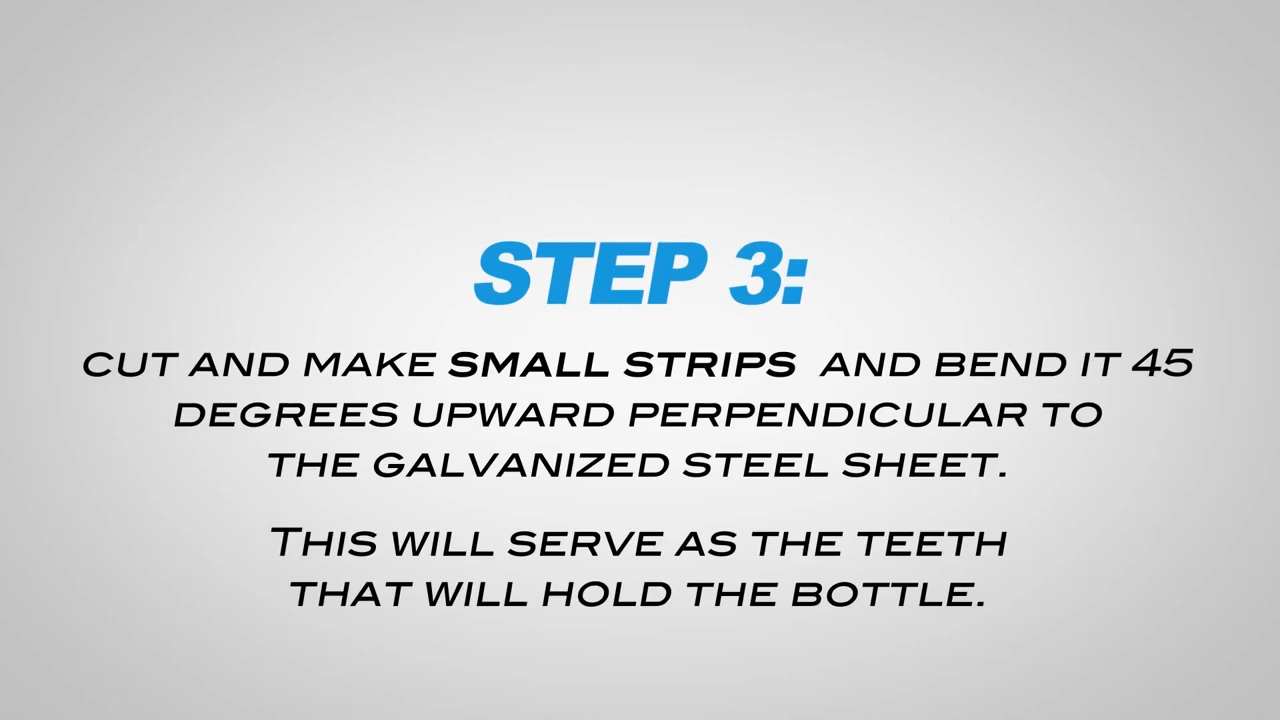 STEP 3:
CUT AND MAKE SMALL STRIPS AND BEND IT 45
DEGREES UPWARD PERPENDICULAR TO
THE GALVANIZED STEEL SHEET.
THIS WILL SERVE AS THE TEETH
THAT WILL HOLD THE BOTTLE.